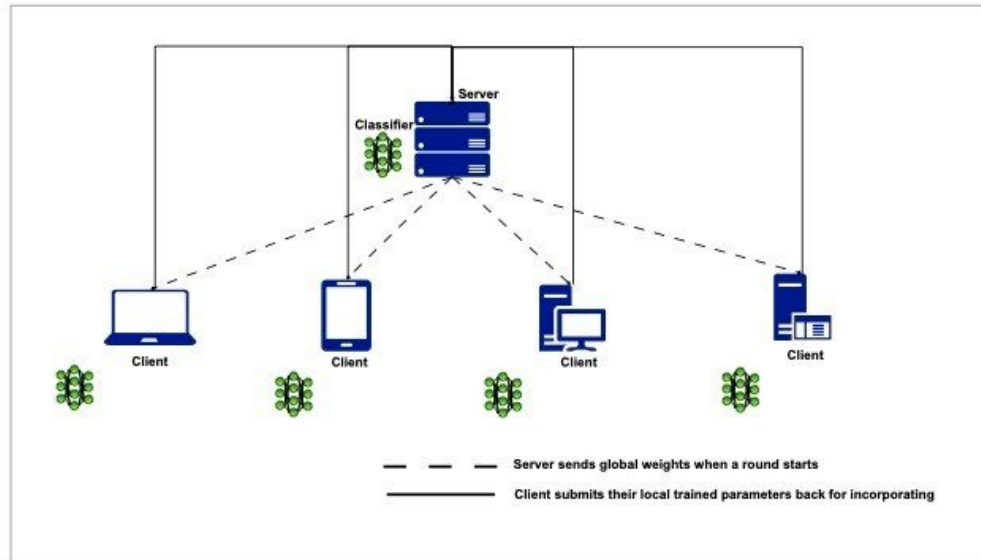 Server
Classifier
Client
Client
Client
Client
Server sends global weights when a round starts
Client submits their local trained parameters back for incorporating